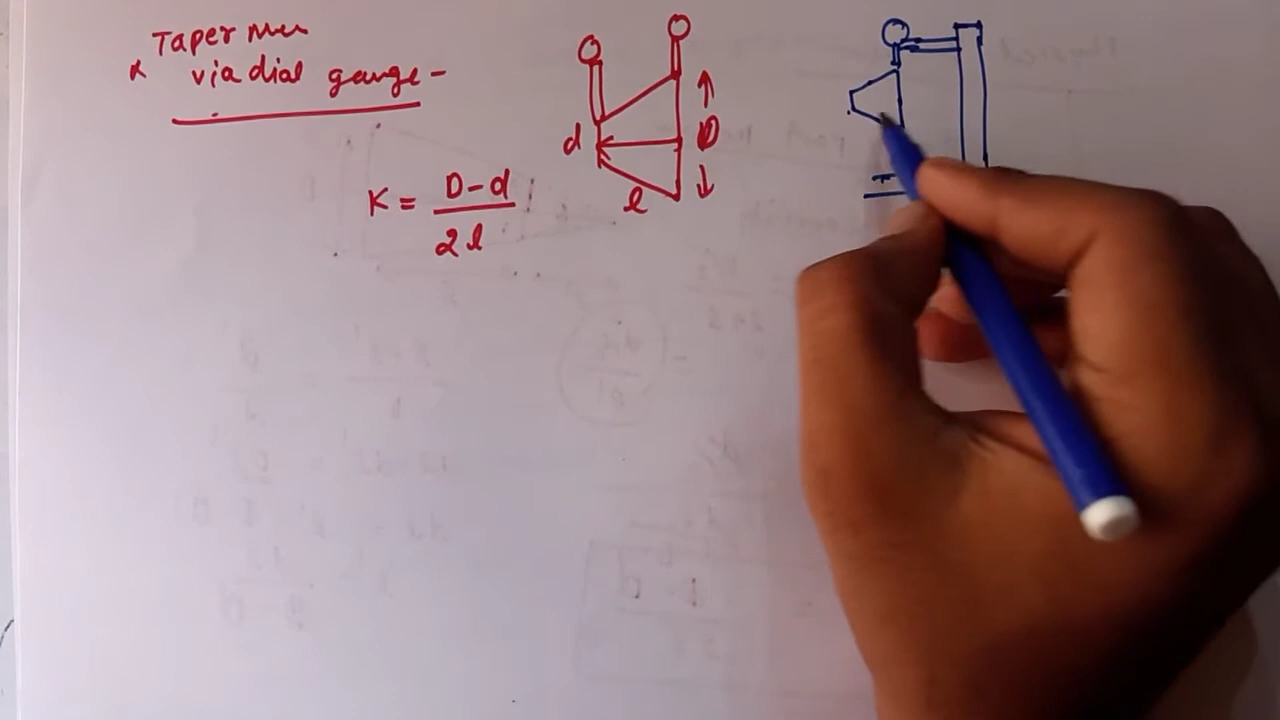 Taper Mea
* via dial gauge -
d D
l
K = D-d
2l